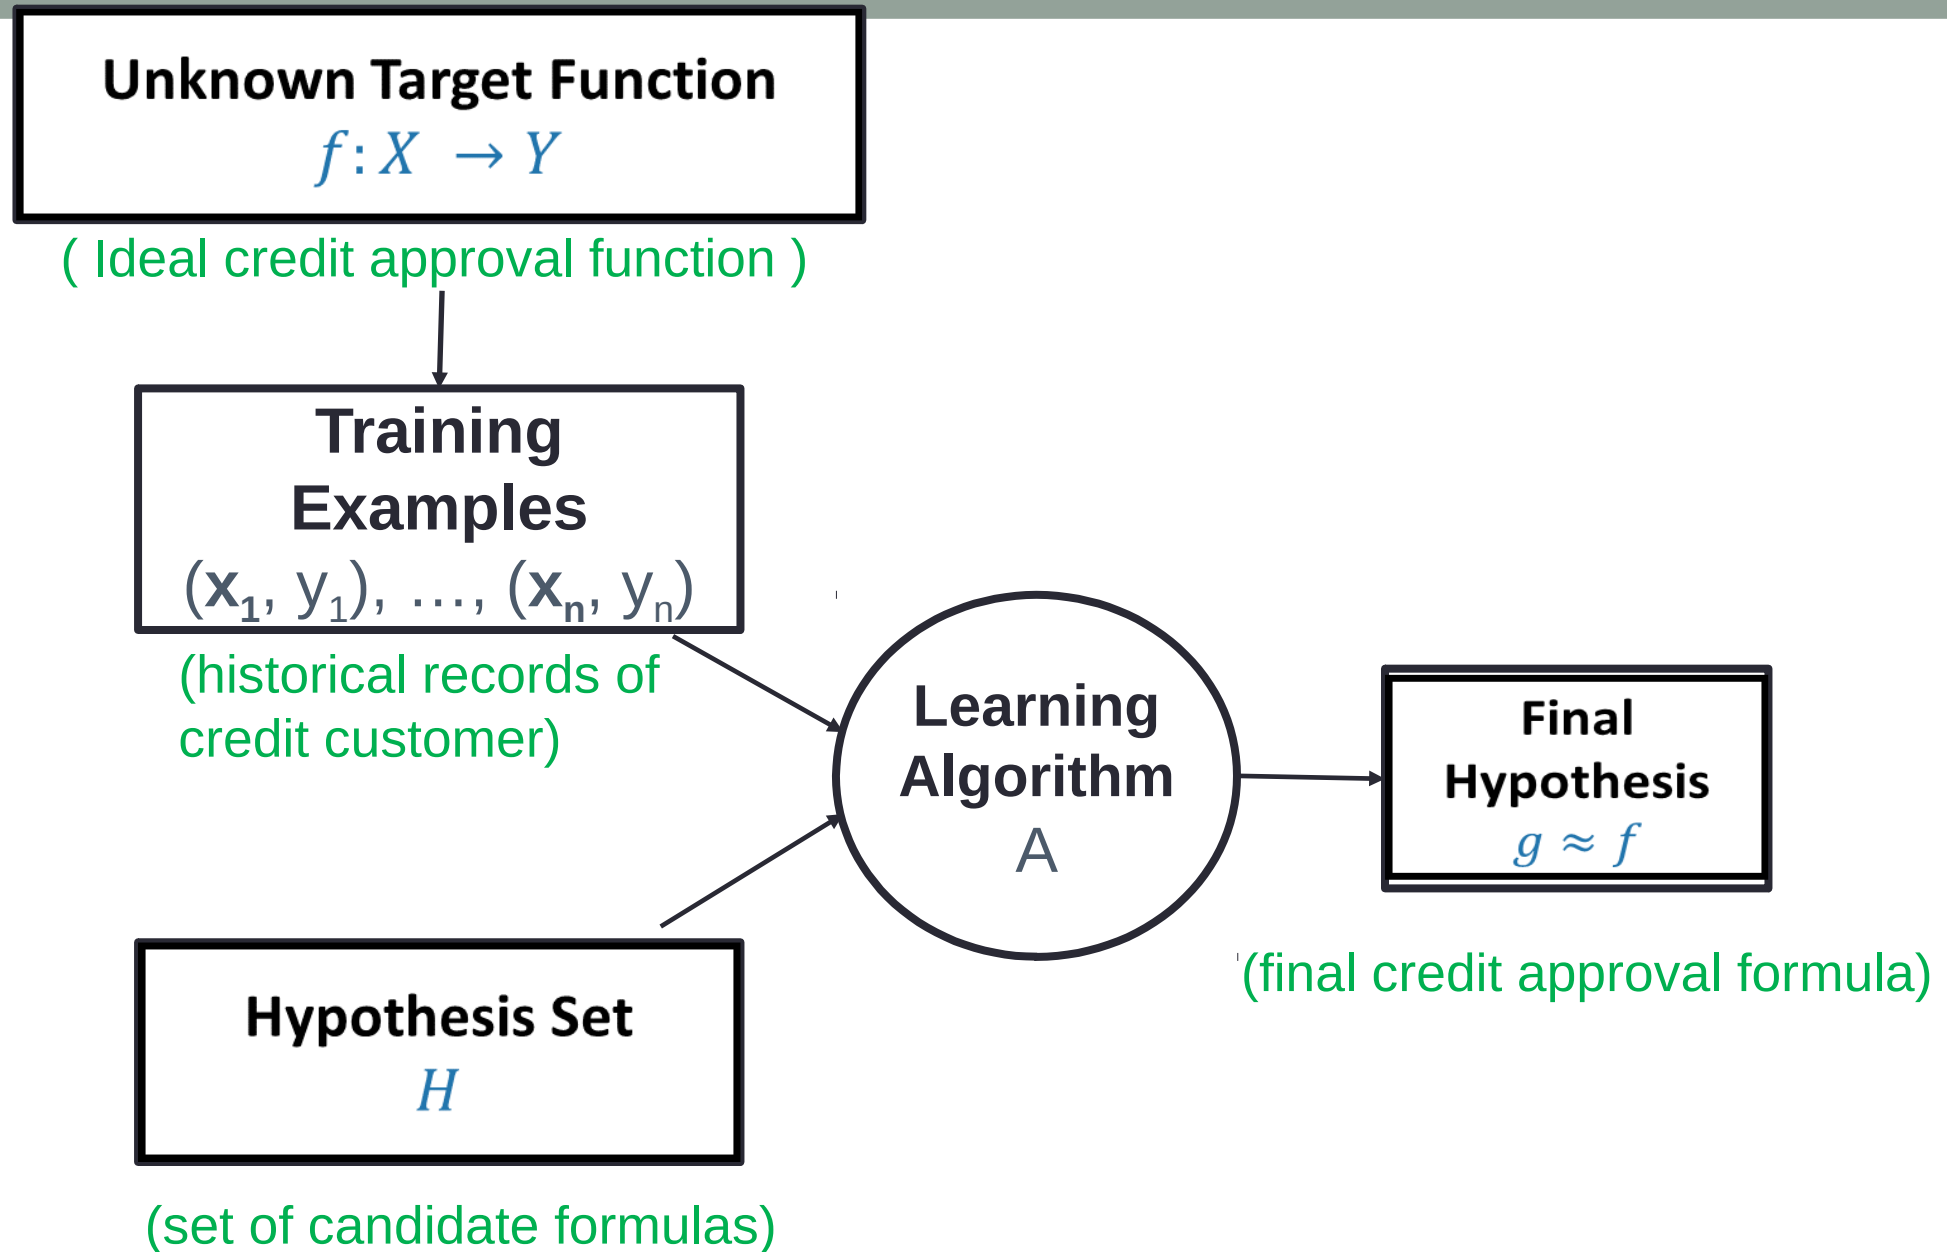 Unknown Target Function
f: X → Y
( Ideal credit approval function )
Training
Examples
(x₁, y₁), …, (xₙ, yₙ)
(historical records of
credit customer)
Learning
Algorithm
A
Final
Hypothesis
g ≈ f
(final credit approval formula)
Hypothesis Set
H
(set of candidate formulas)